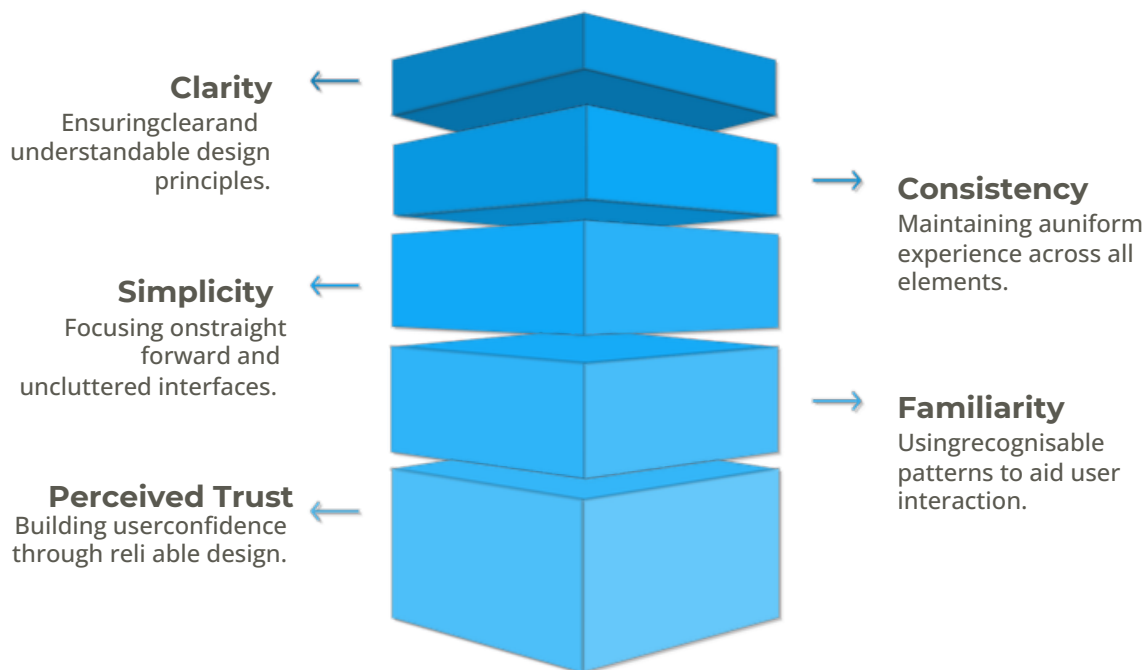 Clarity
Ensuringclearand
understandable design
principles.
Consistency
Maintaining auniform
experience across all
elements.
Simplicity
Focusing onstraight
forward and
uncluttered interfaces.
Familiarity
Usingrecognisable
patterns to aid user
interaction.
Perceived Trust
Building userconfidence
through reli able design.